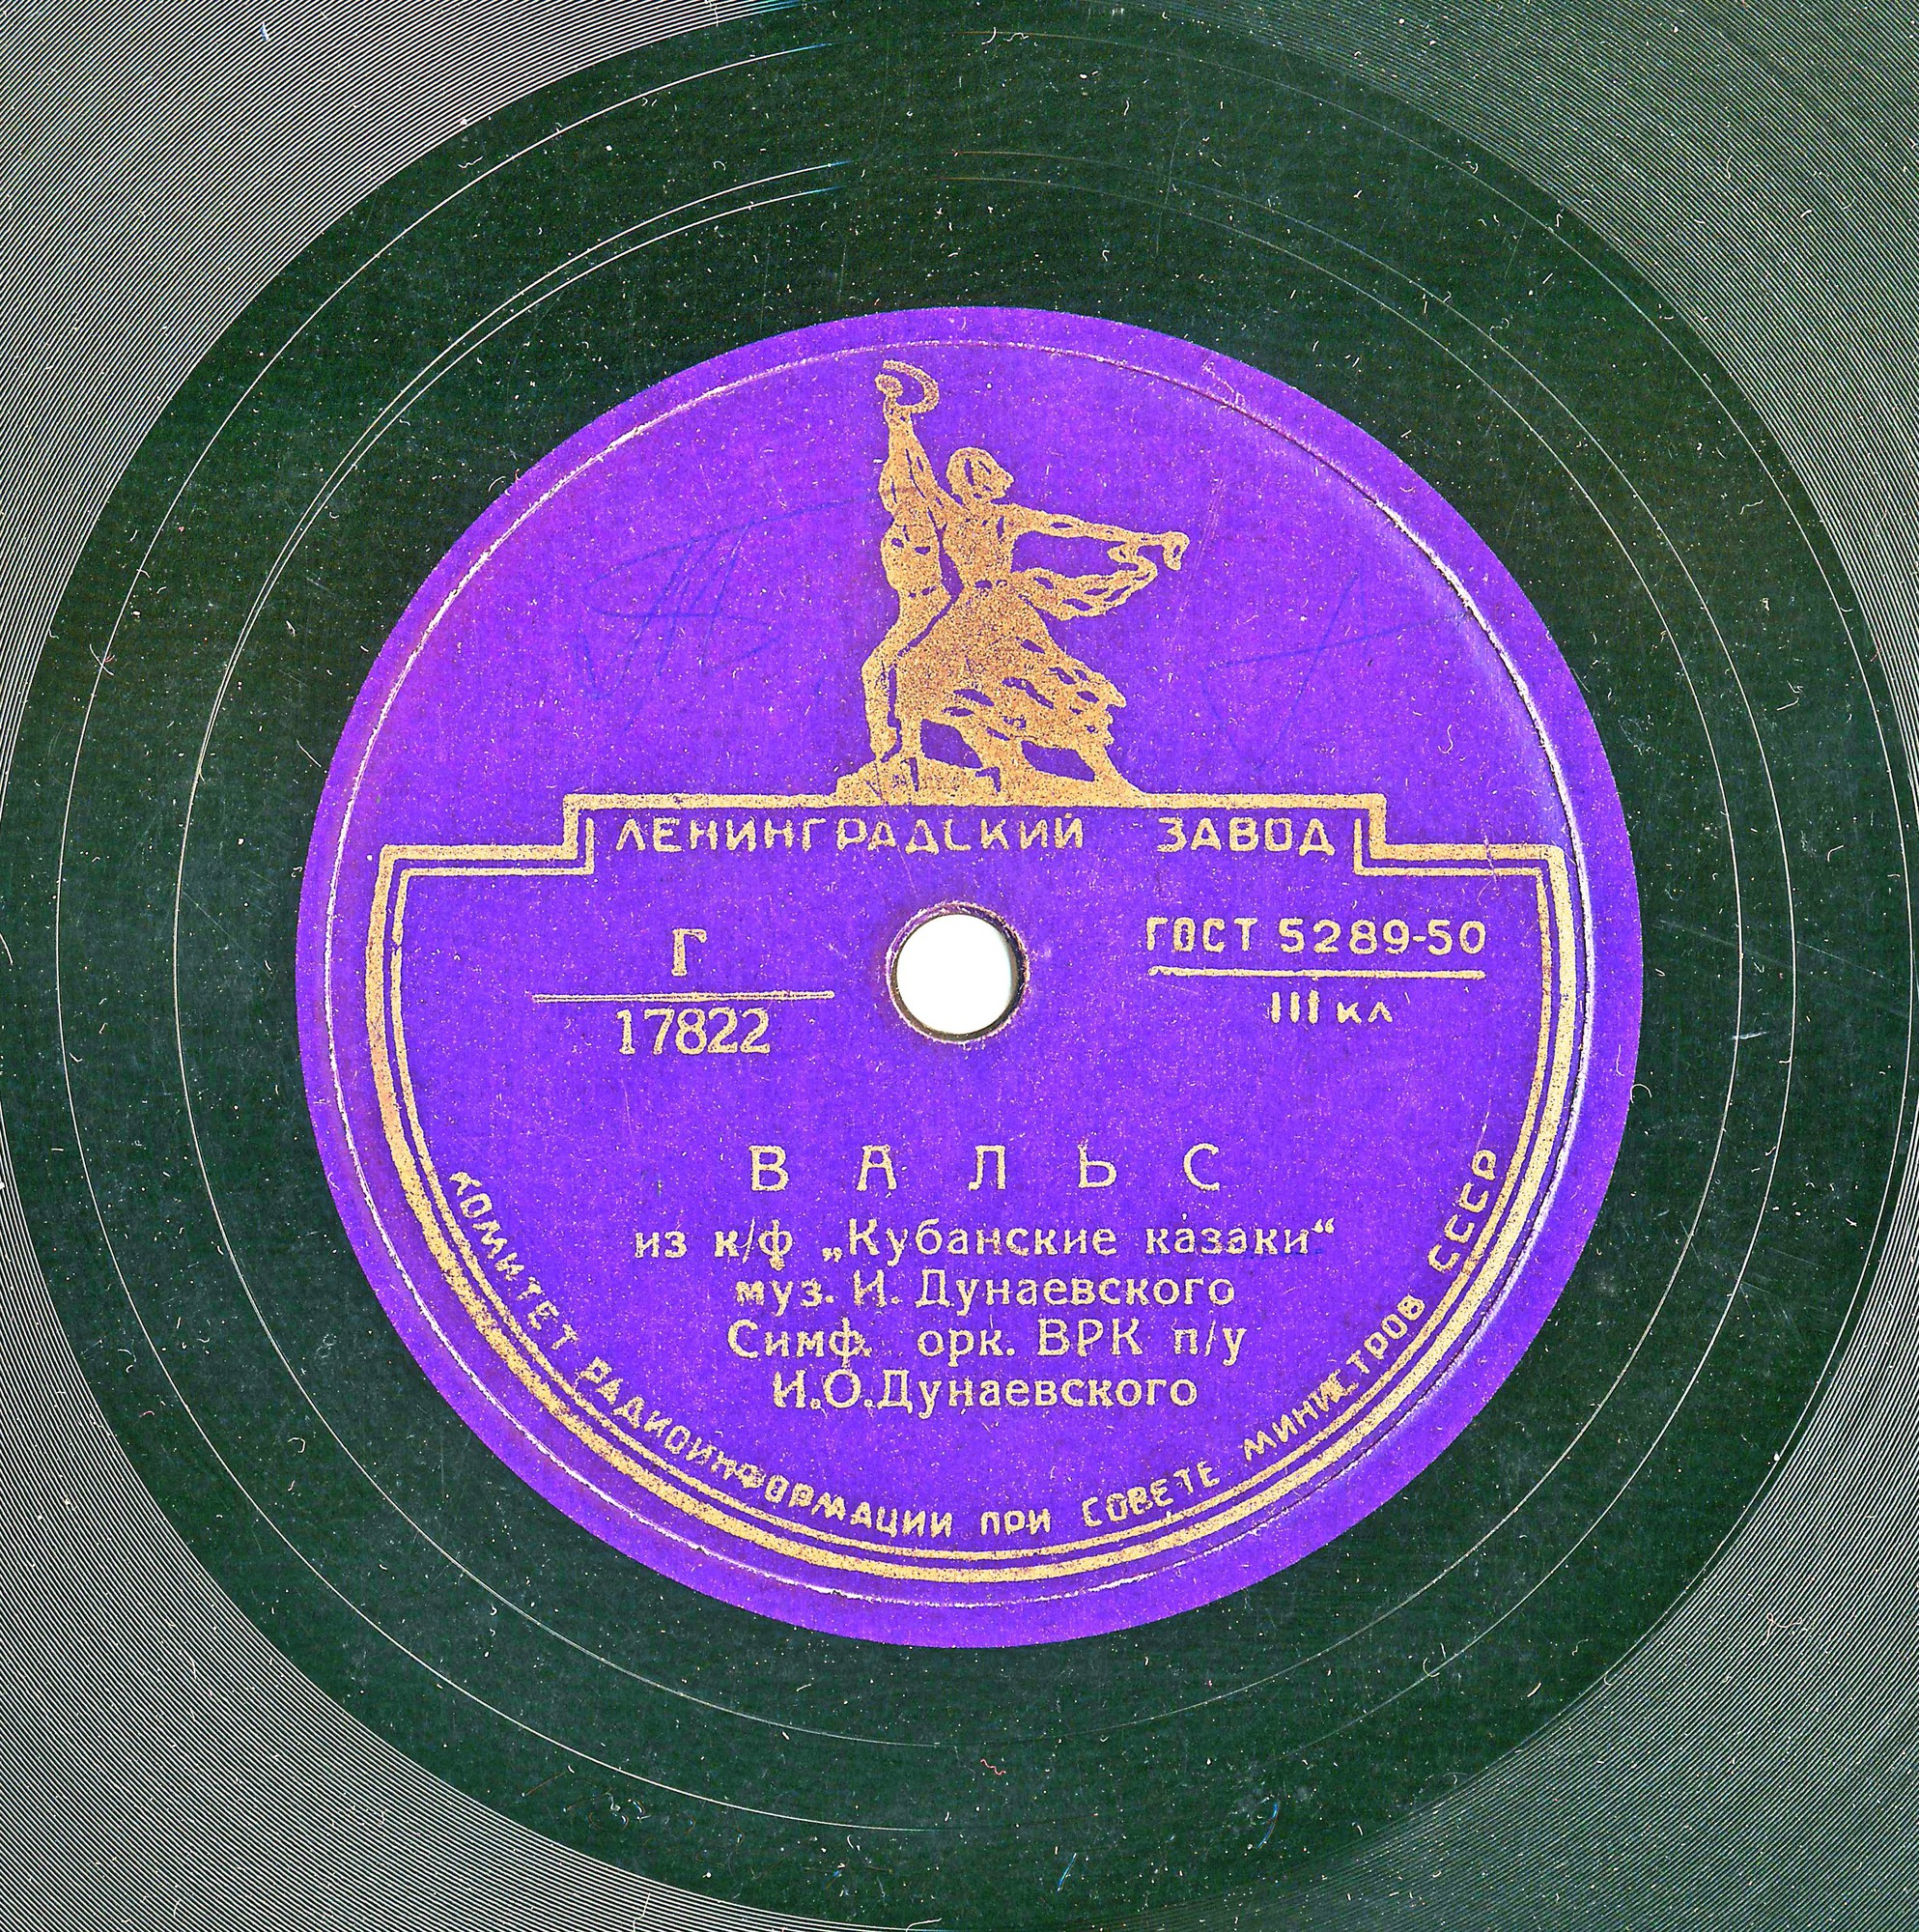 ЛЕНИНГРАДСКИЙ ЗАВОД
Г
17822
ГОСТ 5289-50
III кл
ВАЛЬС
из к/ф „Кубанские казаки“
муз. И. Дунаевского
Симф. орк. ВРК п/у
И.О.Дунаевского
КОМИТЕТ РАДИОИНФОРМАЦИИ ПРИ СОВЕТЕ МИНИСТРОВ СССР